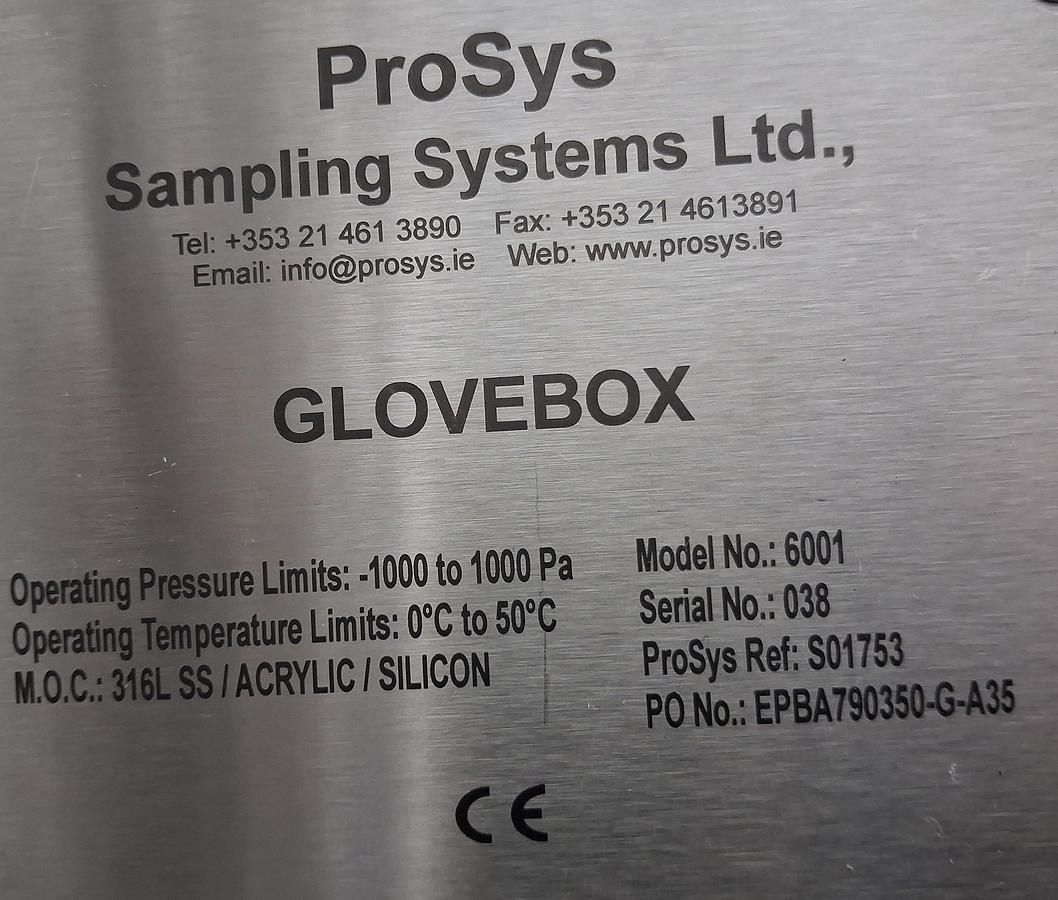 ProSys
Sampling Systems Ltd.,
Tel: +353 21 461 3890 Fax: +353 21 4613891
Email: info@prosys.ie Web: www.prosys.ie
GLOVEBOX
Operating Pressure Limits: -1000 to 1000 Pa
Operating Temperature Limits: 0°C to 50°C
M.O.C.: 316L SS / ACRYLIC / SILICON
Model No.: 6001
Serial No.: 038
ProSys Ref: S01753
PO No.: EPBA790350-G-A35
CE